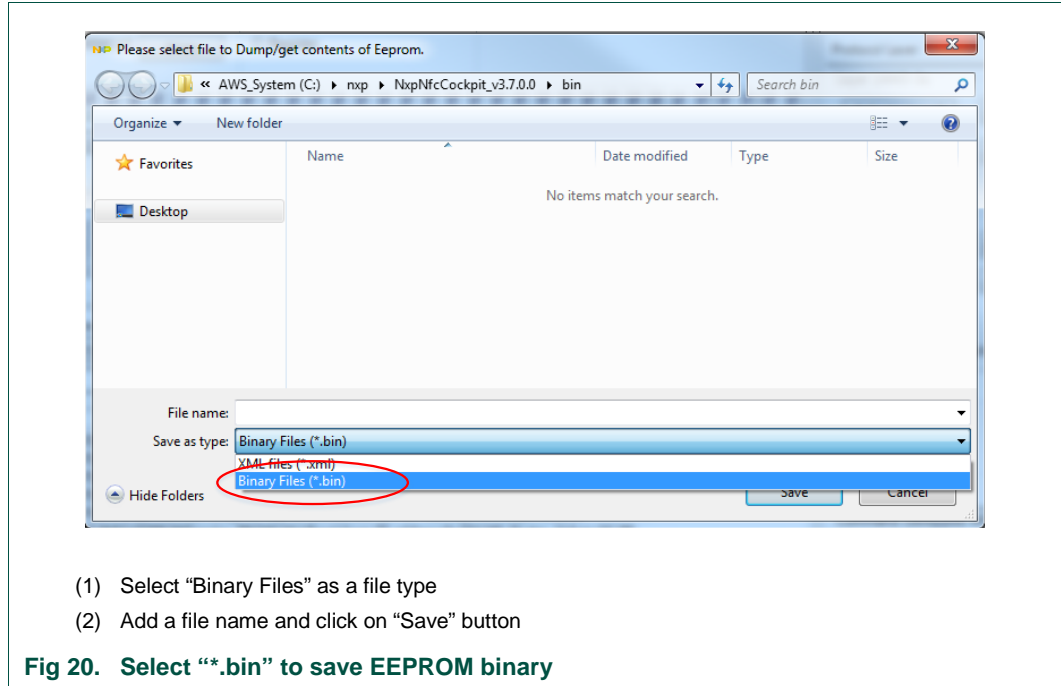 NXP Please select file to Dump/get contents of Eeprom.
« AWS_System (C:) ▸ nxp ▸ NxpNfcCockpit_v3.7.0.0 ▸ bin Search bin
Organize ▾ New folder
Favorites
Desktop
Name Date modified Type Size
No items match your search.
File name:
Save as type: Binary Files (*.bin)
XML files (*.xml)
Binary Files (*.bin)
Hide Folders Save Cancel
(1) Select “Binary Files” as a file type
(2) Add a file name and click on “Save” button
Fig 20. Select “*.bin” to save EEPROM binary